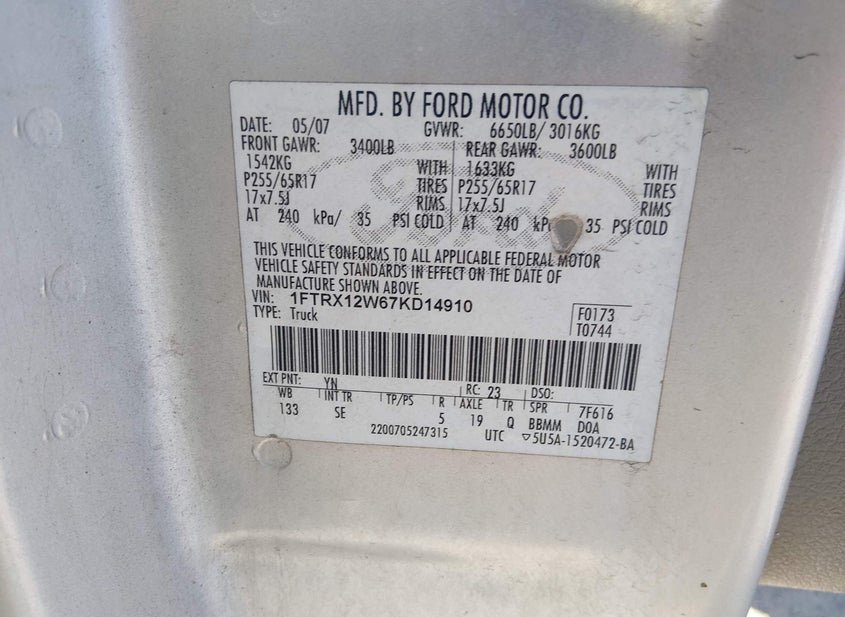 MFD. BY FORD MOTOR CO.
DATE: 05/07 GVWR: 6650LB/ 3016KG
FRONT GAWR: 3400LB REAR GAWR: 3600LB
1542KG WITH 1633KG WITH
P255/65R17 TIRES P255/65R17 TIRES
17x7.5J RIMS 17x7.5J RIMS
AT 240 kPa/ 35 PSI COLD AT 240 kP 35 PSI COLD
Ford
THIS VEHICLE CONFORMS TO ALL APPLICABLE FEDERAL MOTOR
VEHICLE SAFETY STANDARDS IN EFFECT ON THE DATE OF
MANUFACTURE SHOWN ABOVE.
VIN: 1FTRX12W67KD14910 F0173
TYPE: Truck T0744
EXT PNT: YN RC: 23 DSO:
WB INT TR TP/PS R AXLE TR SPR 7F616
133 SE 5 19 Q BBMM DOA
2200705247315 UTC ▽5U5A-1520472-BA